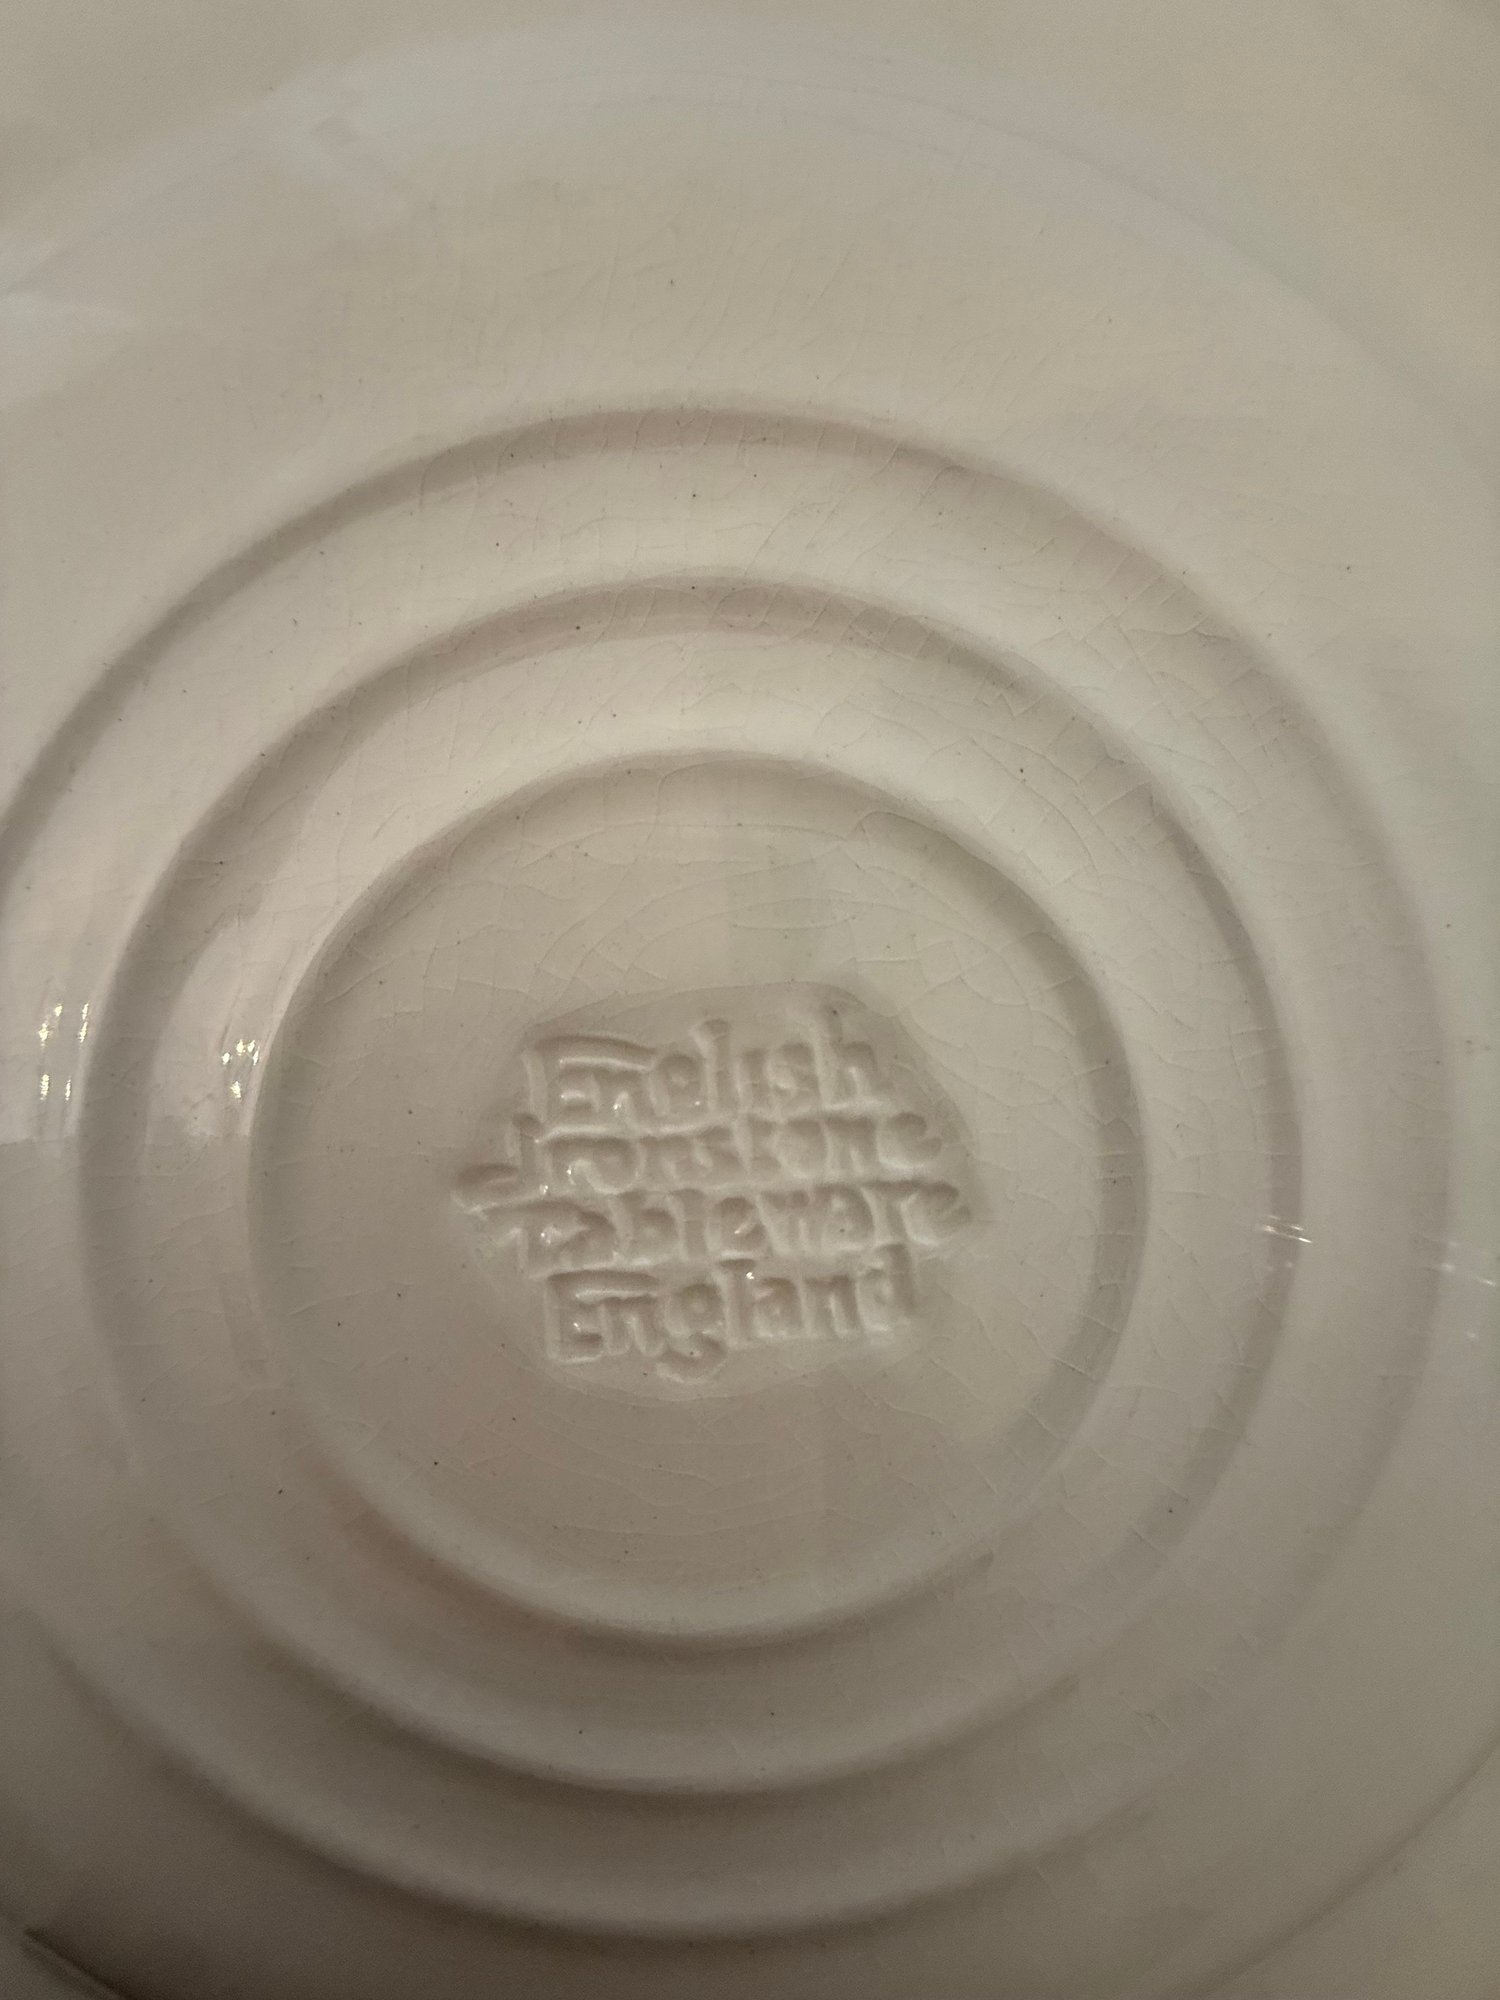 English
Ironstone
Tableware
England